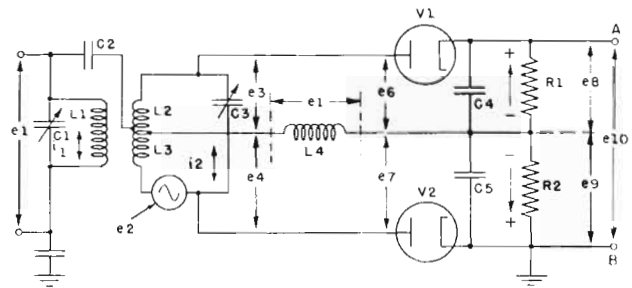 V1
A
C2
e1
C1
i1
L1
L2
L3
C3
e3
e1
L4
e6
C4
+
-
R1
e8
e10
i2
e4
e7
C5
-
+
R2
e9
e2
V2
B